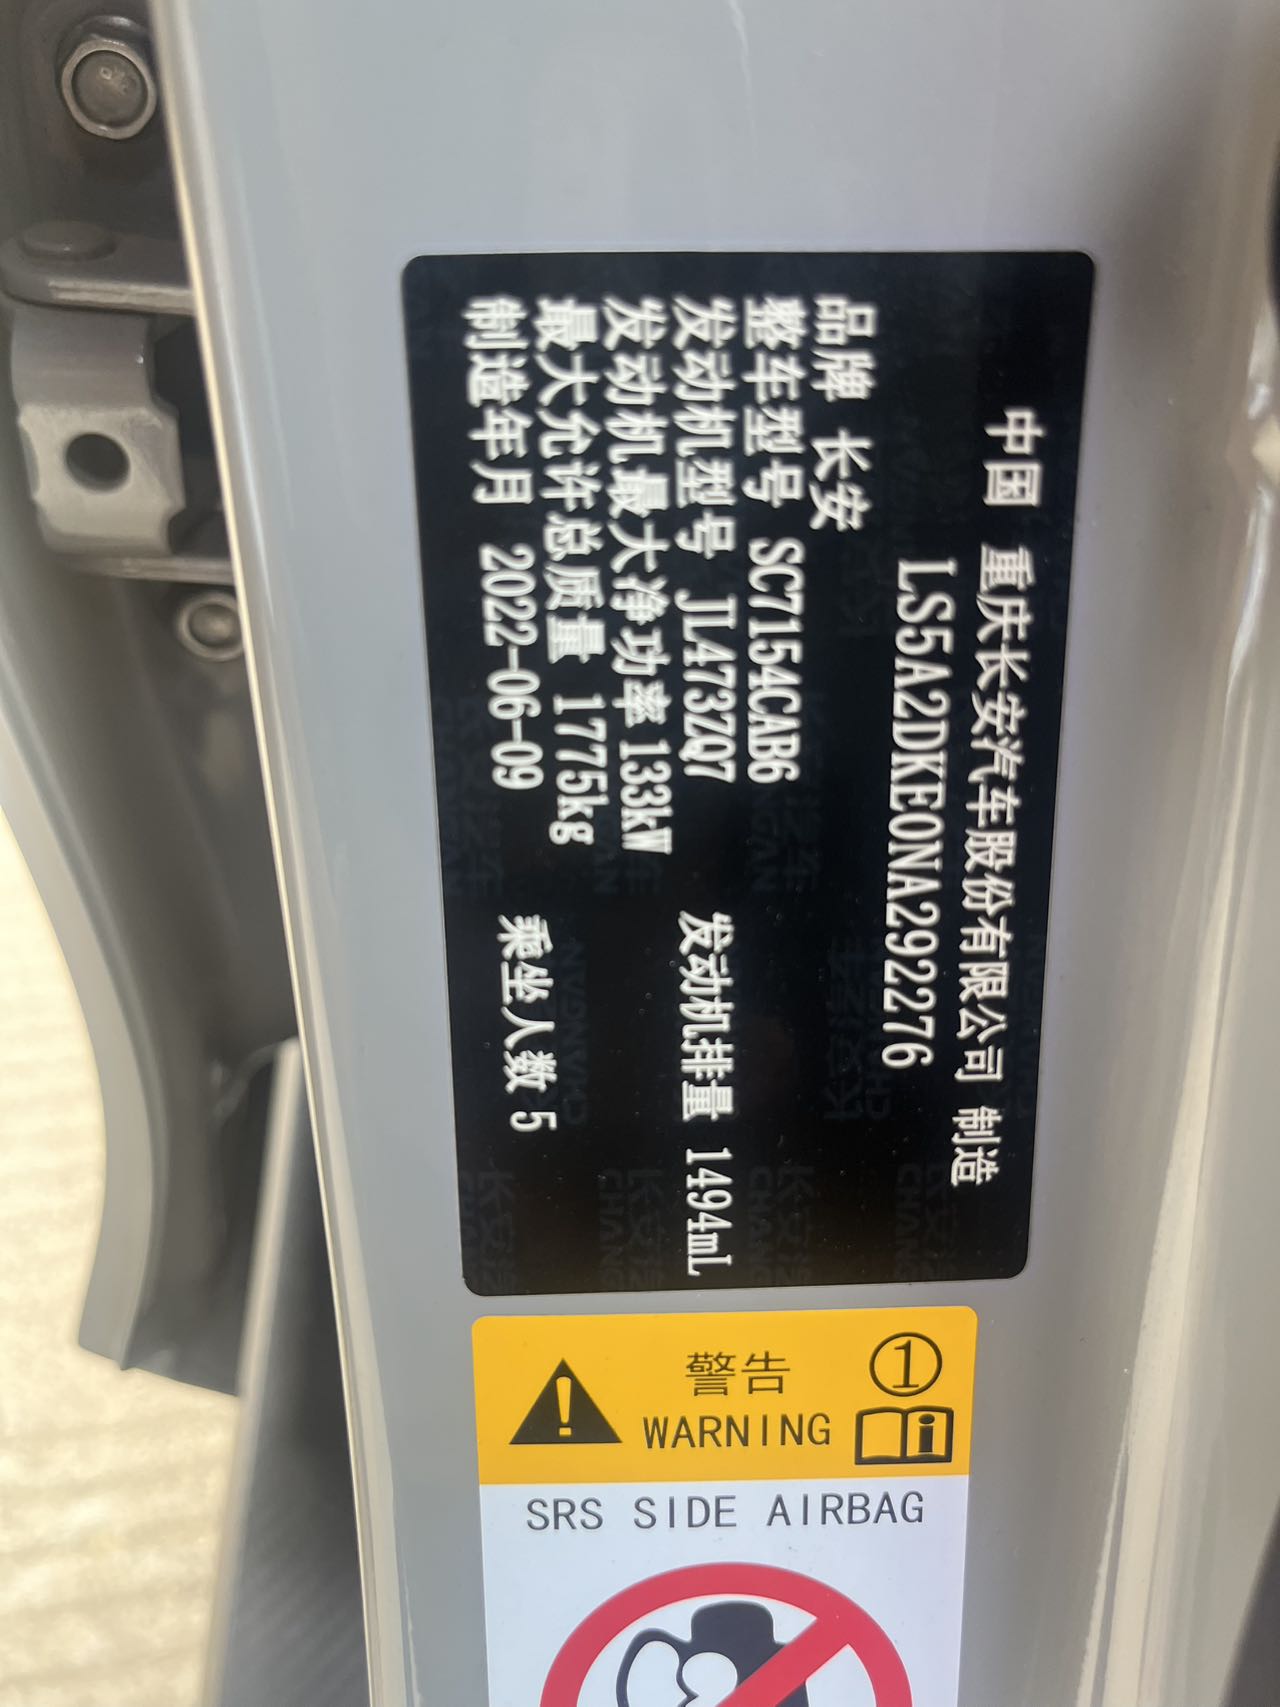 中国 重庆长安汽车股份有限公司 制造
LS5A2DKE0NA292276
品牌 长安
整车型号 SC7154CAB6
发动机型号 JL473ZQ7 发动机排量 1494mL
发动机最大净功率 133kW
最大允许总质量 1775kg
制造年月 2022-06-09 乘坐人数 5
警告 ①
WARNING
SRS SIDE AIRBAG